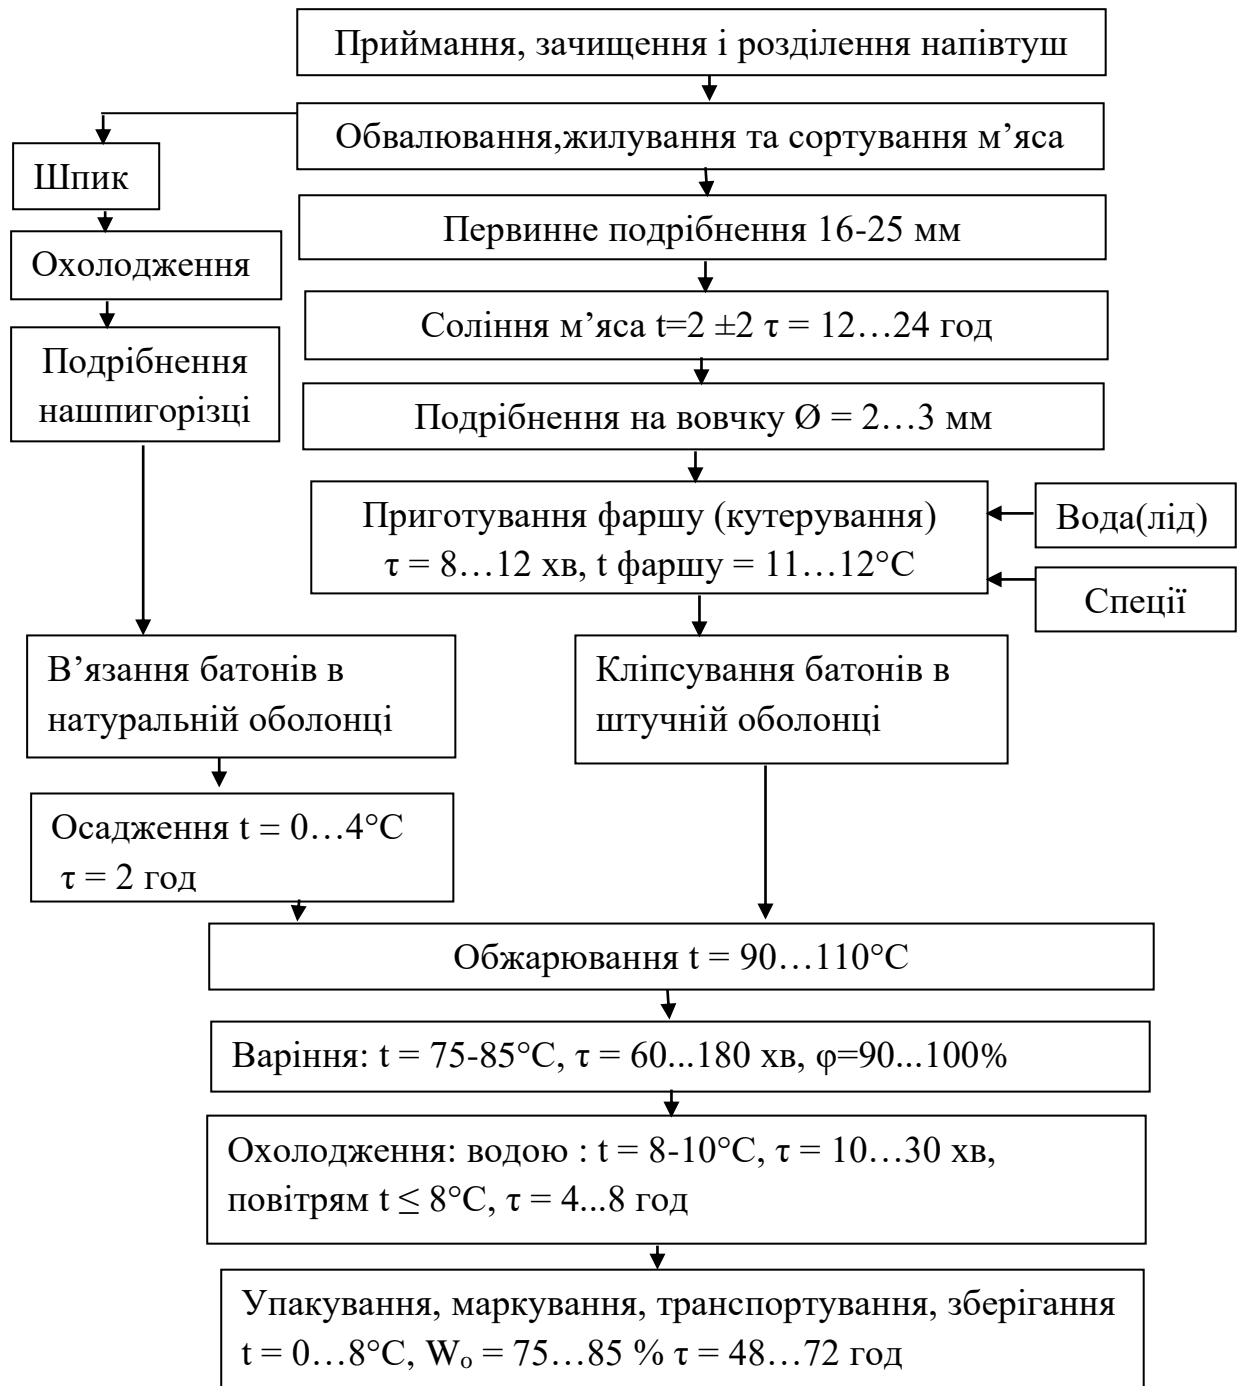 Приймання, зачищення і розділення напівтуш
Обвалювання,жилування та сортування м’яса
Шпик
Первинне подрібнення 16-25 мм
Охолодження
Соління м’яса t=2 ±2 τ = 12…24 год
Подрібнення
нашпигорізці
Подрібнення на вовчку Ø = 2…3 мм
Приготування фаршу (кутерування)
τ = 8…12 хв, t фаршу = 11…12°С
Вода(лід)
Спеції
В’язання батонів в
натуральній оболонці
Кліпсування батонів в
штучній оболонці
Осадження t = 0…4°С
τ = 2 год
Обжарювання t = 90…110°С
Варіння: t = 75-85°С, τ = 60...180 хв, φ=90...100%
Охолодження: водою : t = 8-10°С, τ = 10…30 хв,
повітрям t ≤ 8°С, τ = 4...8 год
Упакування, маркування, транспортування, зберігання
t = 0…8°С, Wₒ = 75…85 % τ = 48…72 год